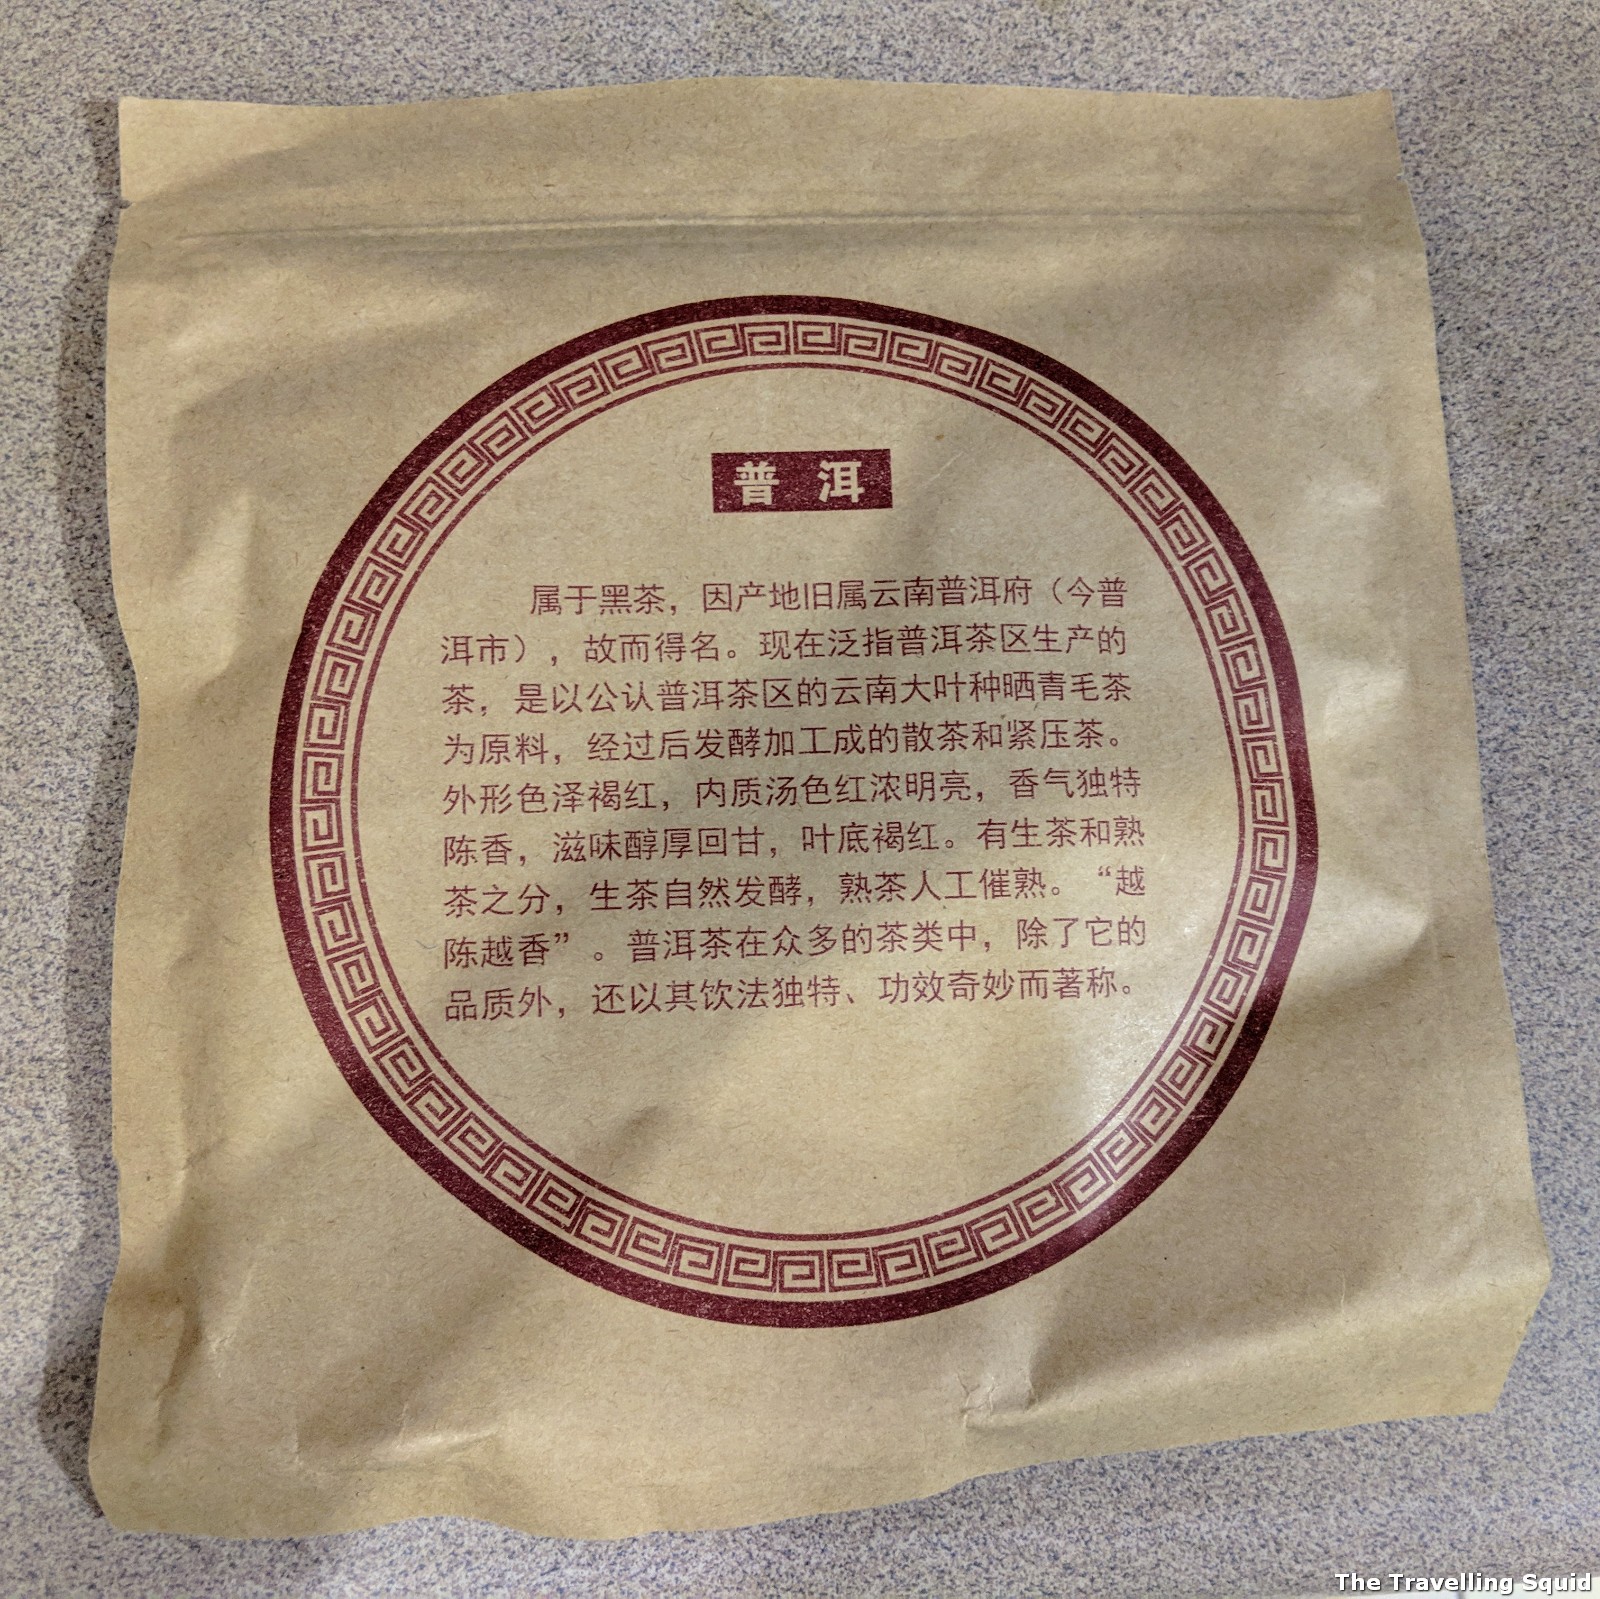 普洱
属于黑茶，因产地旧属云南普洱府（今普
洱市），故而得名。现在泛指普洱茶区生产的
茶，是以公认普洱茶区的云南大叶种晒青毛茶
为原料，经过后发酵加工成的散茶和紧压茶。
外形色泽褐红，内质汤色红浓明亮，香气独特
陈香，滋味醇厚回甘，叶底褐红。有生茶和熟
茶之分，生茶自然发酵，熟茶人工催熟。“越
陈越香”。普洱茶在众多的茶类中，除了它的
品质外，还以其饮法独特、功效奇妙而著称。
The Travelling Squid